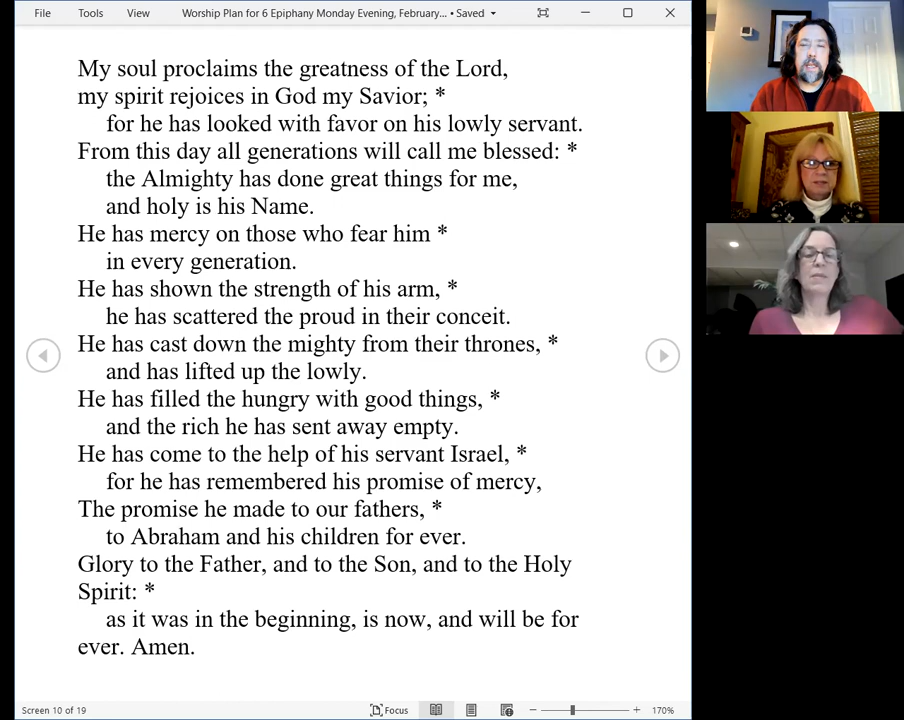 File Tools Worship Plan for 6 Epiphany Monday Evening, February... • Saved
My soul proclaims the greatness of the Lord,
my spirit rejoices in God my Savior; *
for he has looked with favor on his lowly servant.
From this day all generations will call me blessed: *
the Almighty has done great things for me,
and holy is his Name.
He has mercy on those who fear him *
in every generation.
He has shown the strength of his arm, *
he has scattered the proud in their conceit.
He has cast down the mighty from their thrones, *
and has lifted up the lowly.
He has filled the hungry with good things, *
and the rich he has sent away empty.
He has come to the help of his servant Israel, *
for he has remembered his promise of mercy,
The promise he made to our fathers, *
to Abraham and his children for ever.
Glory to the Father, and to the Son, and to the Holy
Spirit: *
as it was in the beginning, is now, and will be for
ever. Amen.
Screen 10 of 19 Focus 170%